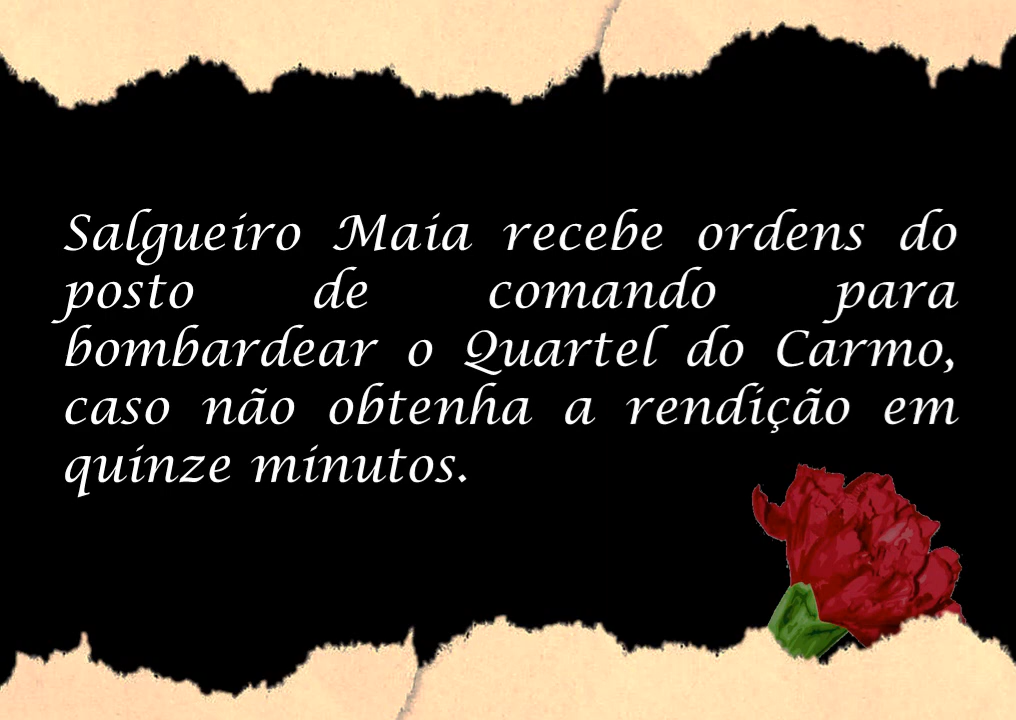 Salgueiro Maia recebe ordens do
posto de comando para
bombardear o Quartel do Carmo,
caso não obtenha a rendição em
quinze minutos.